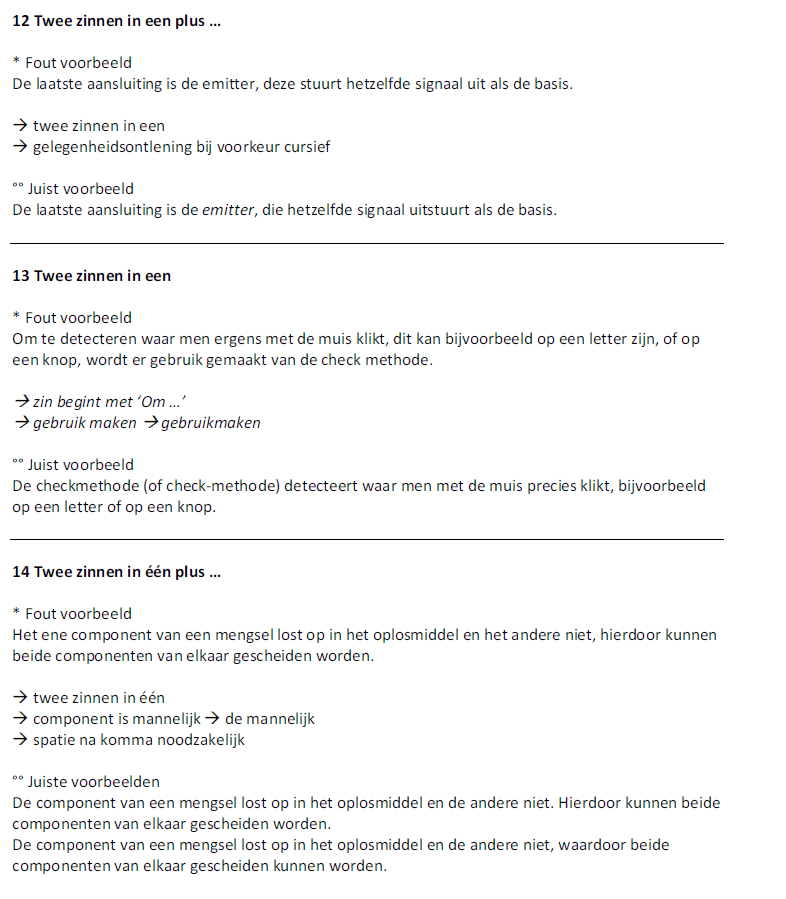 12 Twee zinnen in een plus …
* Fout voorbeeld
De laatste aansluiting is de emitter, deze stuurt hetzelfde signaal uit als de basis.
→ twee zinnen in een
→ gelegenheidsontlening bij voorkeur cursief
°° Juist voorbeeld
De laatste aansluiting is de emitter, die hetzelfde signaal uitstuurt als de basis.
13 Twee zinnen in een
* Fout voorbeeld
Om te detecteren waar men ergens met de muis klikt, dit kan bijvoorbeeld op een letter zijn, of op
een knop, wordt er gebruik gemaakt van de check methode.
→ zin begint met ‘Om …’
→ gebruik maken → gebruikmaken
°° Juist voorbeeld
De checkmethode (of check-methode) detecteert waar men met de muis precies klikt, bijvoorbeeld
op een letter of op een knop.
14 Twee zinnen in één plus …
* Fout voorbeeld
Het ene component van een mengsel lost op in het oplosmiddel en het andere niet, hierdoor kunnen
beide componenten van elkaar gescheiden worden.
→ twee zinnen in één
→ component is mannelijk → de mannelijk
→ spatie na komma noodzakelijk
°° Juiste voorbeelden
De component van een mengsel lost op in het oplosmiddel en de andere niet. Hierdoor kunnen beide
componenten van elkaar gescheiden worden.
De component van een mengsel lost op in het oplosmiddel en de andere niet, waardoor beide
componenten van elkaar gescheiden kunnen worden.